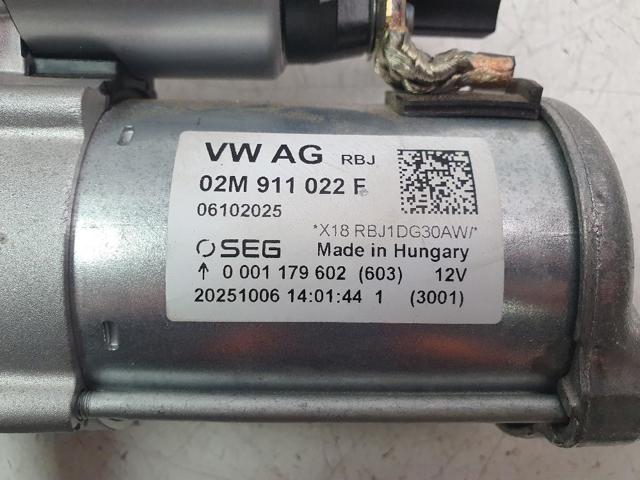 VW AG RBJ
02M 911 022 F
06102025
*X18 RBJ1DG30AW/*
SEG Made in Hungary
↑ 0 001 179 602 (603) 12V
20251006 14:01:44 1 (3001)